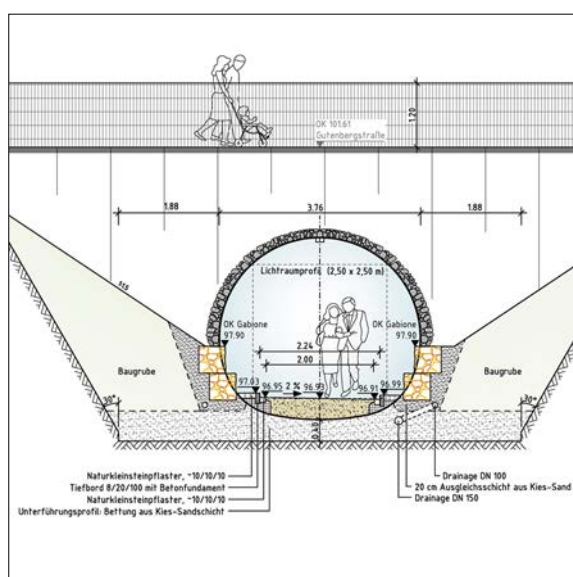 OK 101.61
Gutenbergstraße
1.20
1.88
3.76
1.88
Lichtraumprofil (2,50 x 2,50 m)
OK Gabione
97.90
OK Gabione
97.90
2.24
2.00
Baugrube
Baugrube
97.03
96.95
2 %
96.93
96.91
96.99
30°
30°
0.40
Naturkleinsteinpflaster, ~10/10/10
Tiefbord 8/20/100 mit Betonfundament
Naturkleinsteinpflaster, ~10/10/10
Unterführungsprofil: Bettung aus Kies-Sandschicht
Drainage DN 100
20 cm Ausgleichsschicht aus Kies-Sand
Drainage DN 150